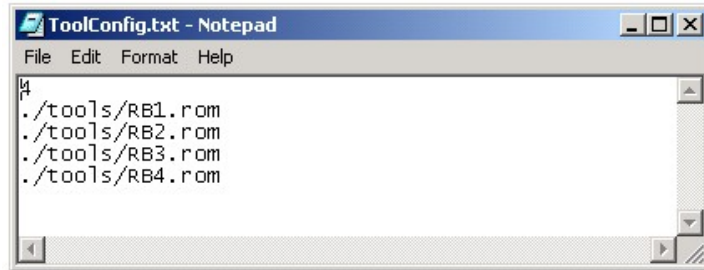 ToolConfig.txt - Notepad
File Edit Format Help
4
./tools/RB1.rom
./tools/RB2.rom
./tools/RB3.rom
./tools/RB4.rom